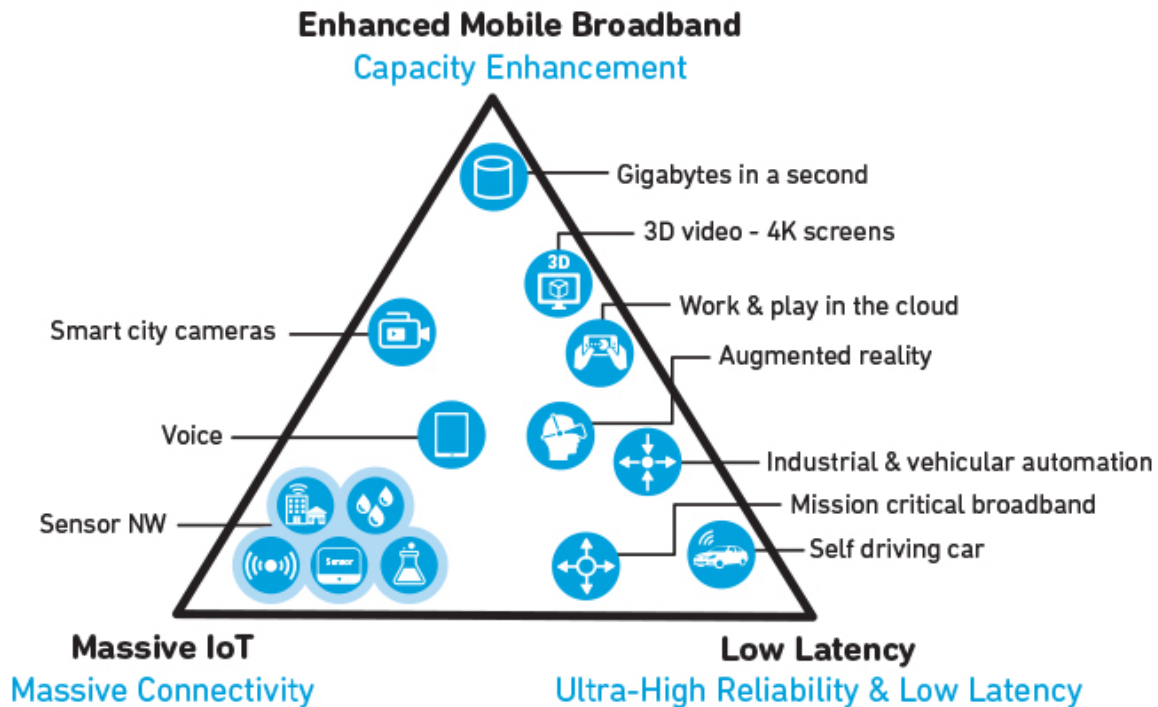 Enhanced Mobile Broadband
Capacity Enhancement
Gigabytes in a second
3D video - 4K screens
3D
Work & play in the cloud
Smart city cameras
Augmented reality
Voice
Industrial & vehicular automation
Mission critical broadband
Sensor NW
Self driving car
Sensor
Massive IoT
Massive Connectivity
Low Latency
Ultra-High Reliability & Low Latency